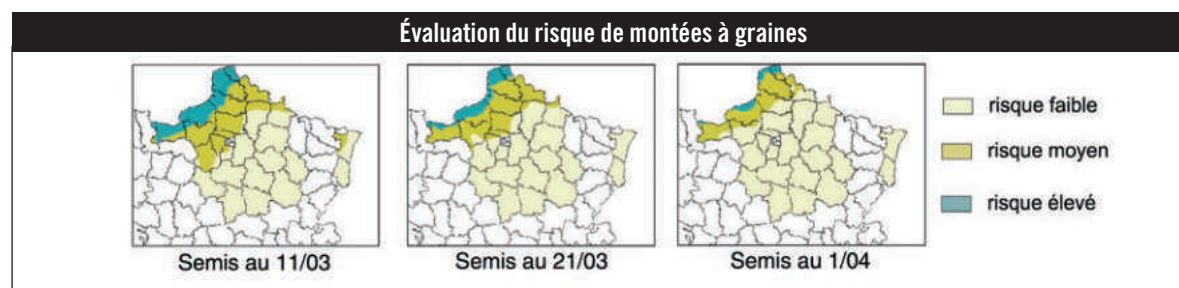 Évaluation du risque de montées à graines
risque faible
risque moyen
risque élevé
Semis au 11/03
Semis au 21/03
Semis au 1/04